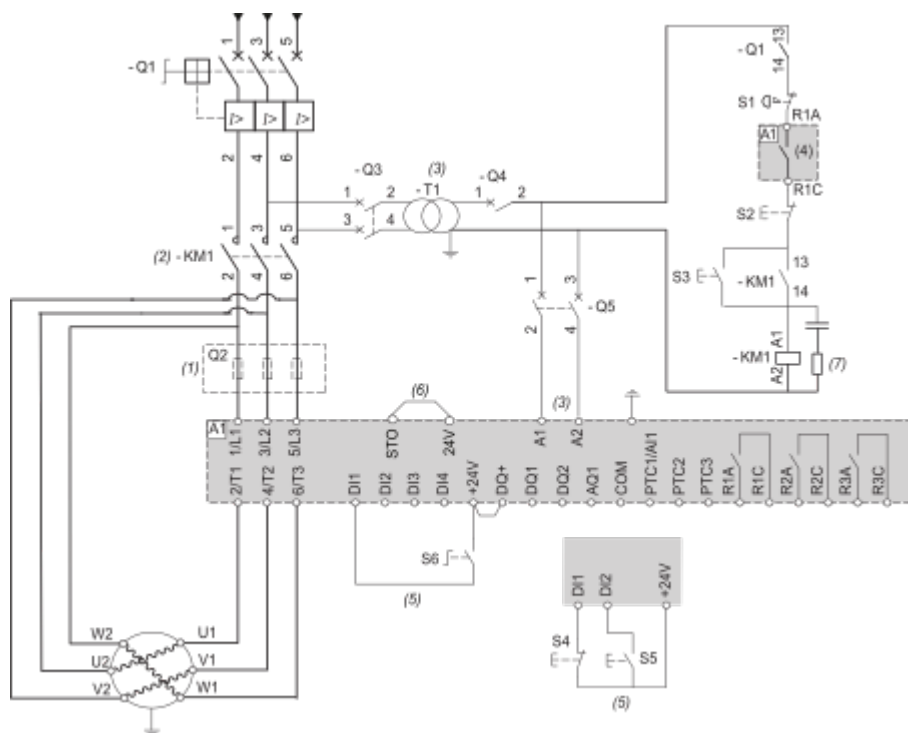 1 3 5
-Q1
I> I> I>
2 4 6
13
-Q1
14
S1
R1A
A1
(4)
R1C
S2
-Q3
(3)
-Q4
1 2
-T1
1 2
3 4
1 3 5
(2) -KM1
2 4 6
1 3
-Q5
2 4
S3
13
-KM1
14
A1
-KM1
A2
(7)
(1)
Q2
(6)
(3)
A1
1/L1 3/L2 5/L3 STO 24V A1 A2
2/T1 4/T2 6/T3 DI1 DI2 DI3 DI4 +24V DQ+ DQ1 DQ2 AQ1 COM PTC1/AI1 PTC2 PTC3 R1A R1C R2A R2C R3A R3C
S6
(5)
DI1 DI2 +24V
S4
S5
(5)
W2 U1
U2 V1
V2 W1